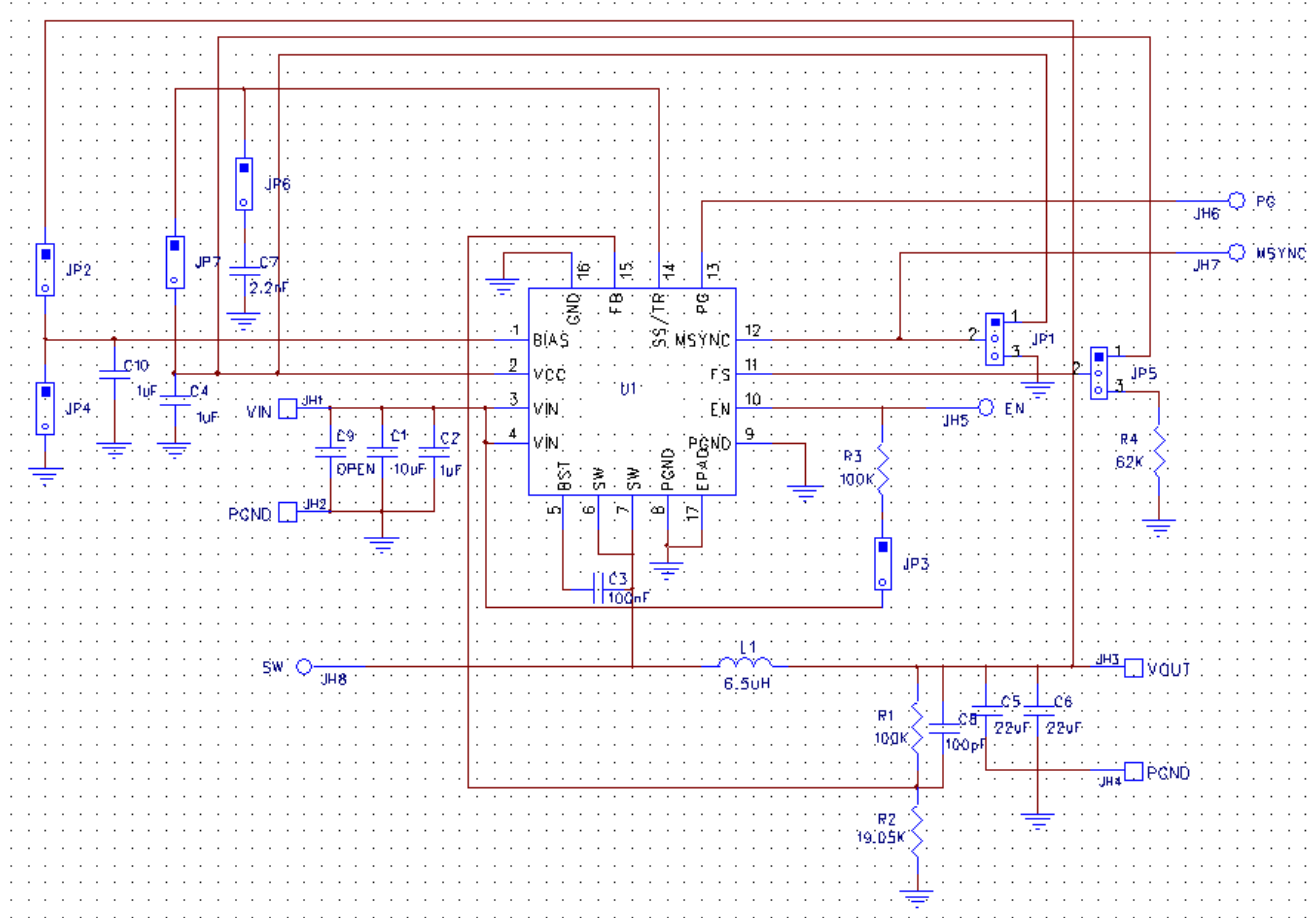 JP6
JH6
PG
JP2
JP7
C7
2.2nF
JH7
MSYNC
16
15
14
13
GND
FB
SS/TR
PG
1
BIAS
MSYNC
12
2
1
JP1
3
C10
1uF
2
VCC
FS
11
2
1
JP5
3
JP4
C4
1uF
U1
VIN
JH1
3
VIN
EN
10
JH5
EN
C9
OPEN
C1
10uF
C2
1uF
4
VIN
PGND
9
R3
100K
R4
62K
BST
SW
SW
PGND
EPAD
PGND
JH2
5
6
7
8
17
JP3
C3
100nF
SW
JH8
L1
6.5uH
JH3
VOUT
R1
100K
C8
100pF
C5
22uF
C6
22uF
JH4
PGND
R2
19.05K